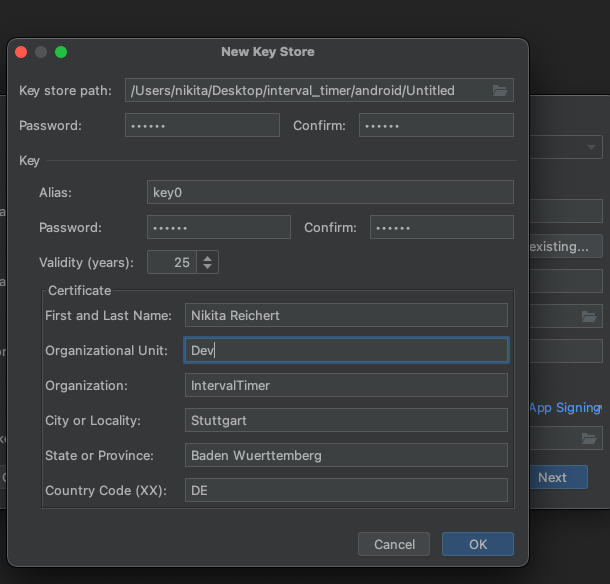 New Key Store
Key store path: /Users/nikita/Desktop/interval_timer/android/Untitled
Password: •••••• Confirm: ••••••
Key
Alias: key0
Password: •••••• Confirm: ••••••
existing...
Validity (years): 25
Certificate
First and Last Name: Nikita Reichert
Organizational Unit: Dev
Organization: IntervalTimer
App Signing
City or Locality: Stuttgart
State or Province: Baden Wuerttemberg
Next
Country Code (XX): DE
Cancel OK